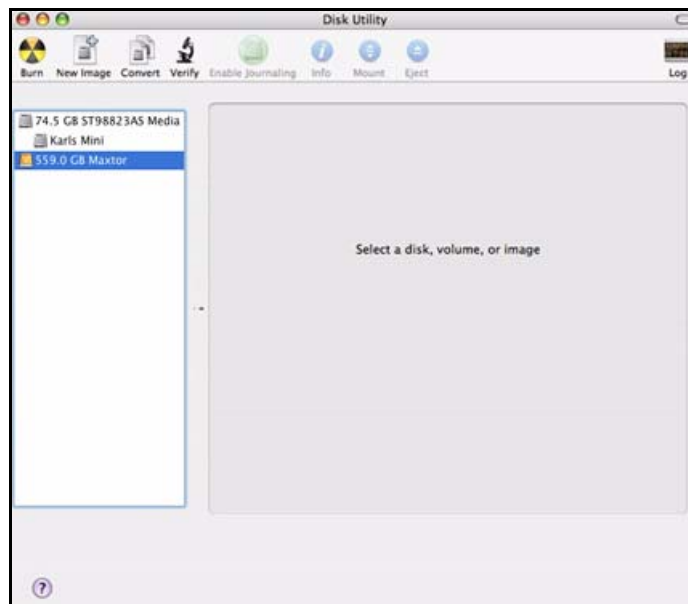 Disk Utility
Burn New Image Convert Verify Enable Journaling Info Mount Eject Log
74.5 GB ST98823AS Media
Karls Mini
559.0 GB Maxtor
Select a disk, volume, or image
?